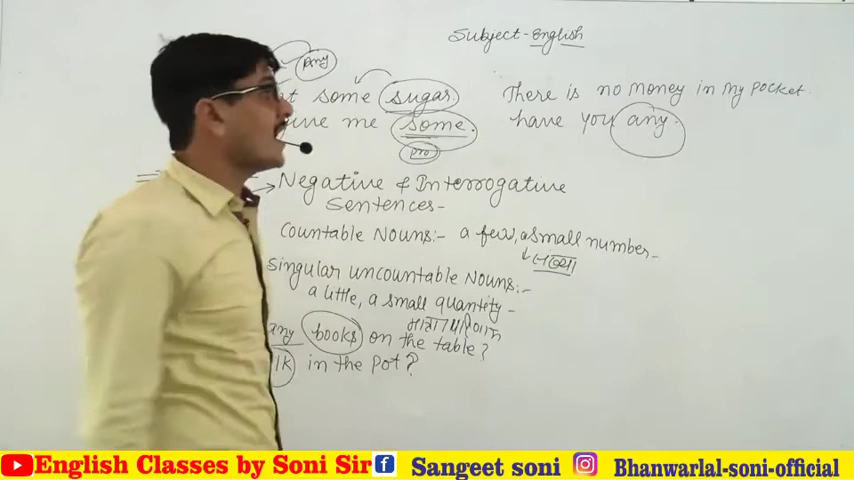 Subject-English
any
some sugar.
There is no money in my pocket.
me some.
have you any.
pro
→ Negative & Interrogative
Sentences-
Countable Nouns:- a few, a small number-
संख्या
Singular uncountable Nouns:-
a little, a small quantity-
any books on the table?
lk in the pot?
English Classes by Soni Sir Sangeet soni Bhanwarlal-soni-official